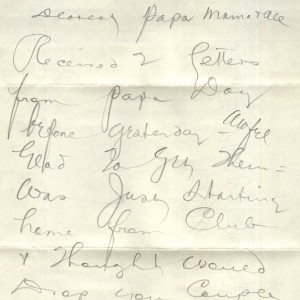 Dearest Papa Mama & all
Received 2 letters
from Papa Day
before yesterday - Awful
glad to get them =
Was Just starting
home from Club
& thought would
Drop you Couple